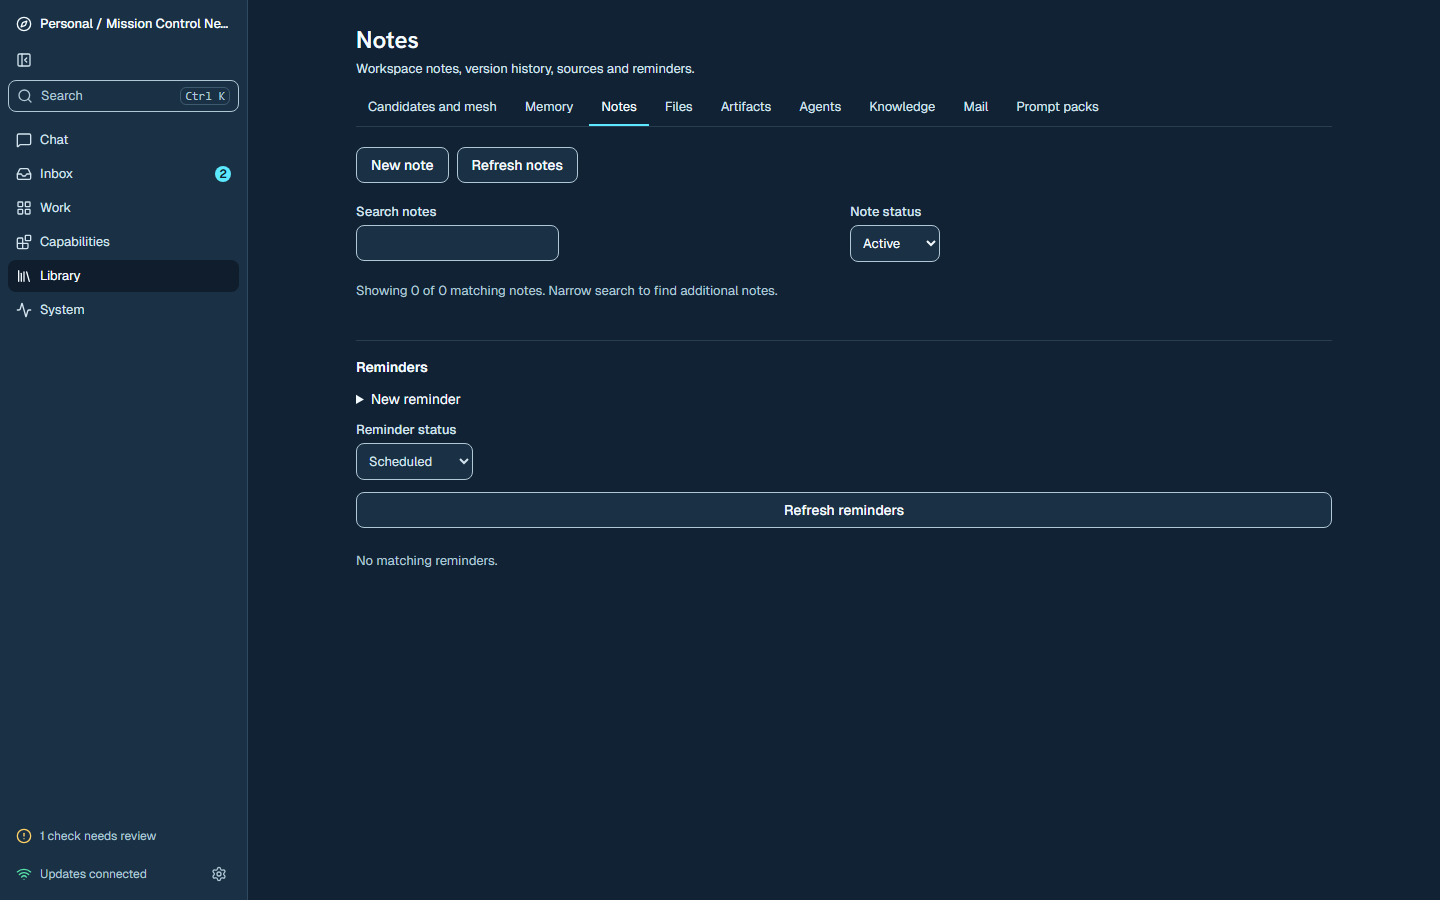 Personal / Mission Control Ne...
Search Ctrl K
Chat
Inbox 2
Work
Capabilities
Library
System
1 check needs review
Updates connected
Notes
Workspace notes, version history, sources and reminders.
Candidates and mesh Memory Notes Files Artifacts Agents Knowledge Mail Prompt packs
New note Refresh notes
Search notes Note status
Active
Showing 0 of 0 matching notes. Narrow search to find additional notes.
Reminders
New reminder
Reminder status
Scheduled
Refresh reminders
No matching reminders.